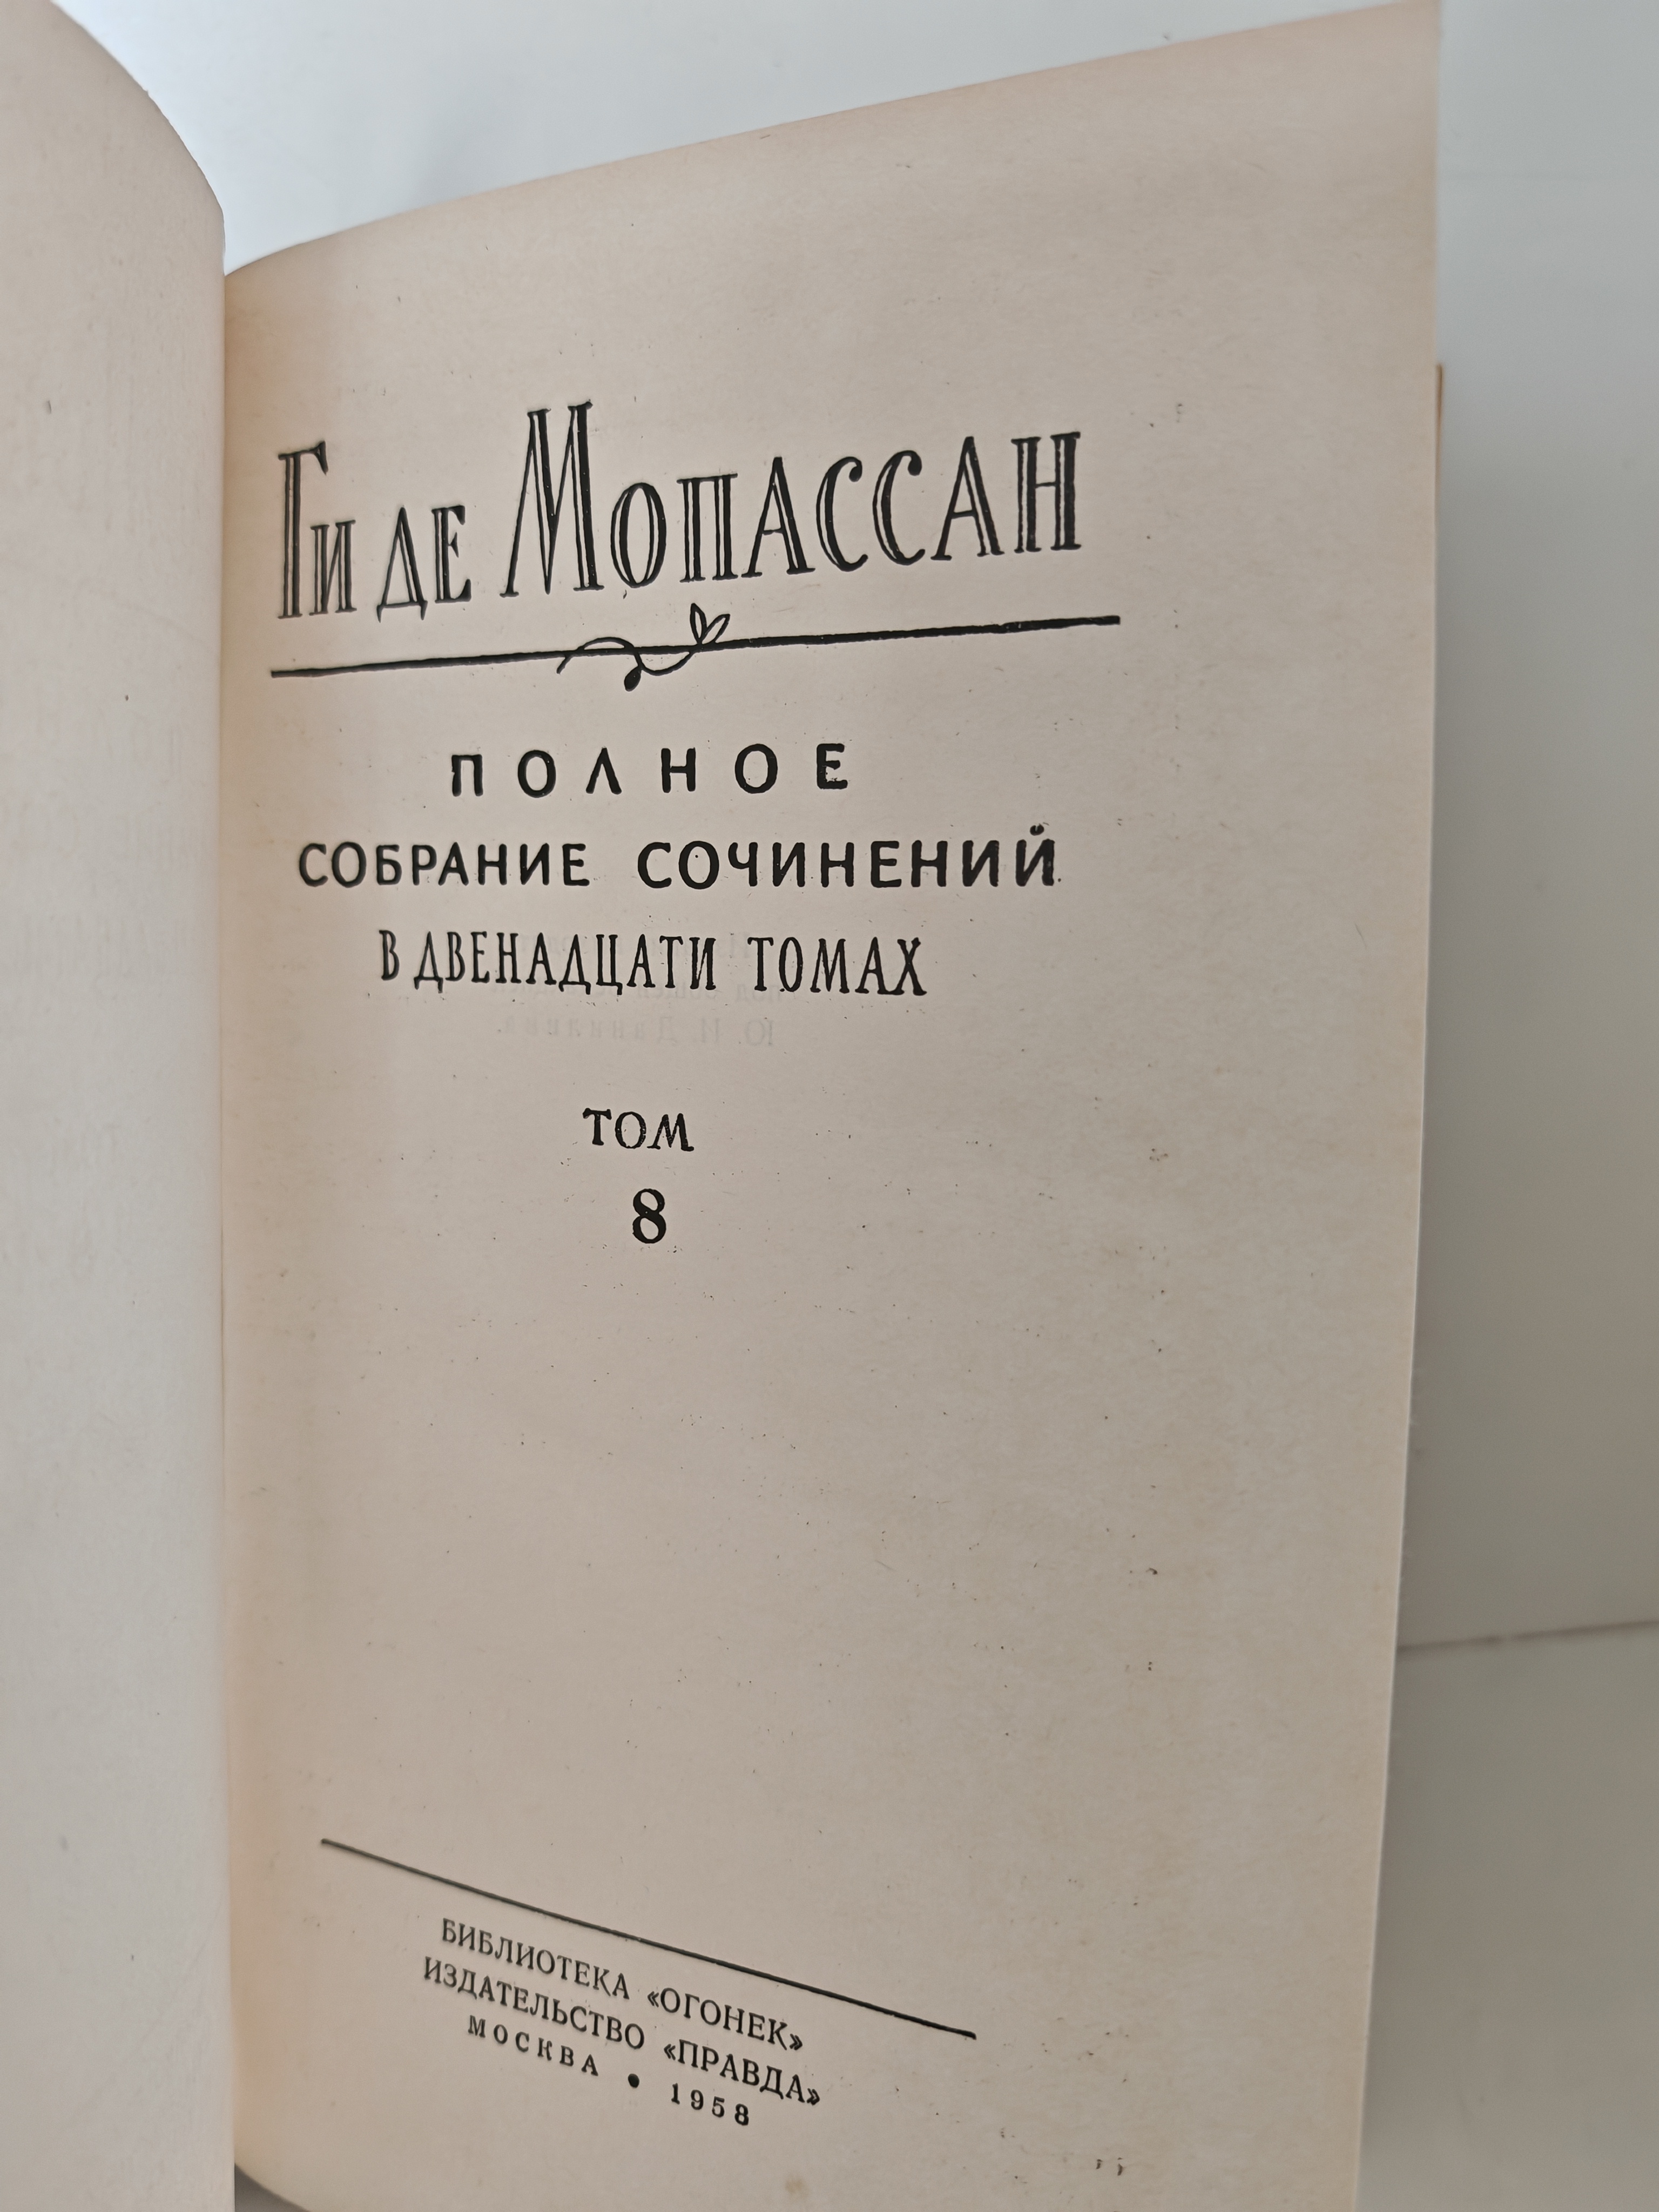 Ги де Мопассан
ПОЛНОЕ
СОБРАНИЕ СОЧИНЕНИЙ
В ДВЕНАДЦАТИ ТОМАХ
ТОМ
8
БИБЛИОТЕКА «ОГОНЕК»
ИЗДАТЕЛЬСТВО «ПРАВДА»
МОСКВА • 1958